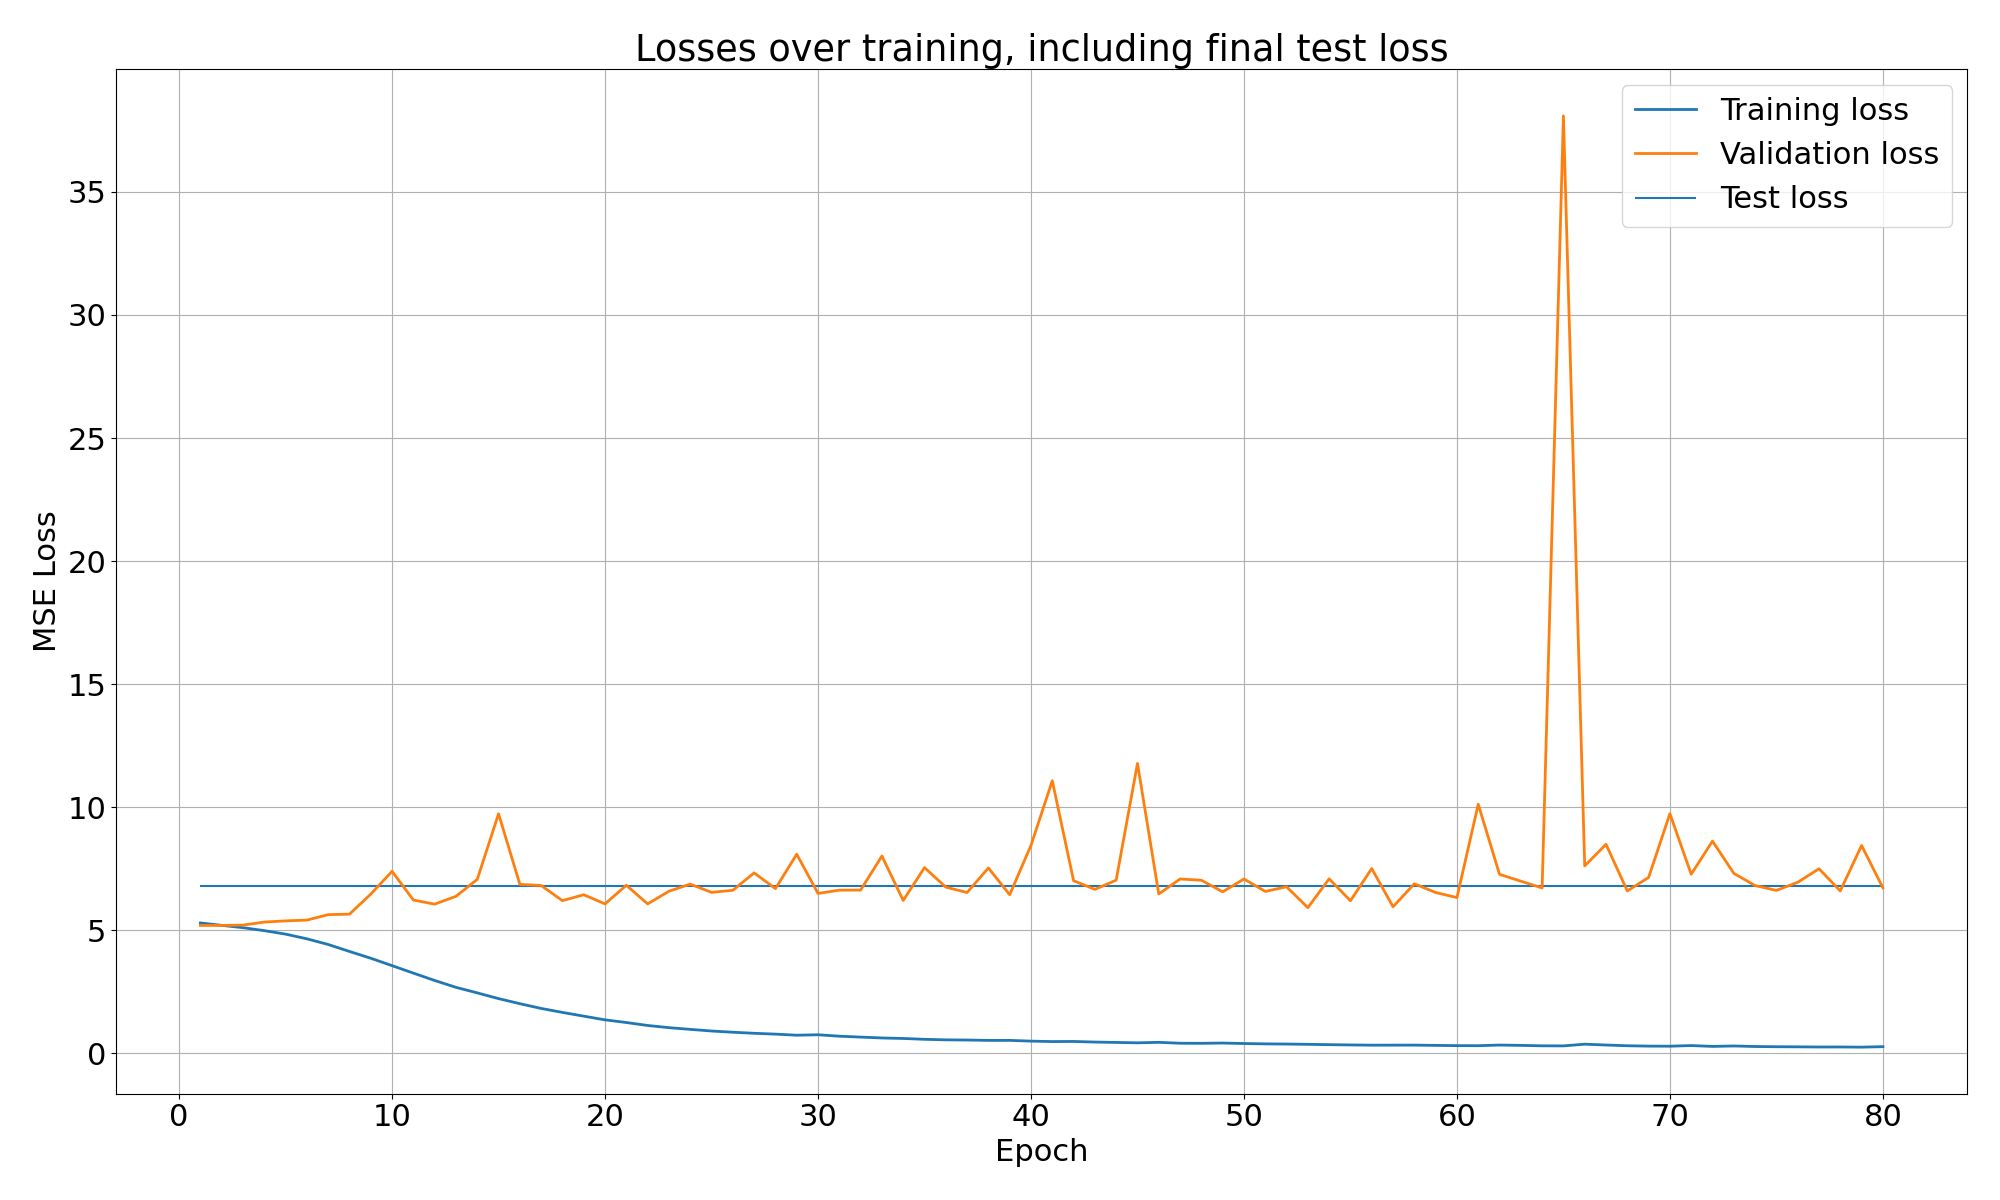 Losses over training, including final test loss
Training loss
Validation loss
Test loss
MSE Loss
35
30
25
20
15
10
5
0
0 10 20 30 40 50 60 70 80
Epoch